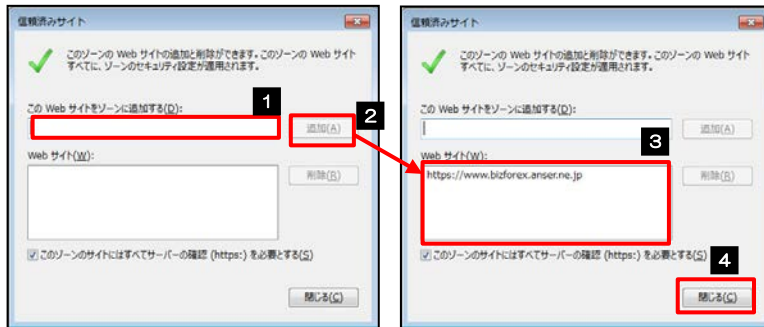 信頼済みサイト
このゾーンの Web サイトの追加と削除ができます。このゾーンの Web サイト
すべてに、ゾーンのセキュリティ設定が適用されます。
1
この Web サイトをゾーンに追加する(D):
追加(A)
2
Web サイト(W):
削除(R)
このゾーンのサイトにはすべてサーバーの確認 (https:) を必要とする(S)
閉じる(C)
信頼済みサイト
このゾーンの Web サイトの追加と削除ができます。このゾーンの Web サイト
すべてに、ゾーンのセキュリティ設定が適用されます。
この Web サイトをゾーンに追加する(D):
追加(A)
3
Web サイト(W):
https://www.bizforex.anser.ne.jp
削除(R)
このゾーンのサイトにはすべてサーバーの確認 (https:) を必要とする(S)
4
閉じる(C)